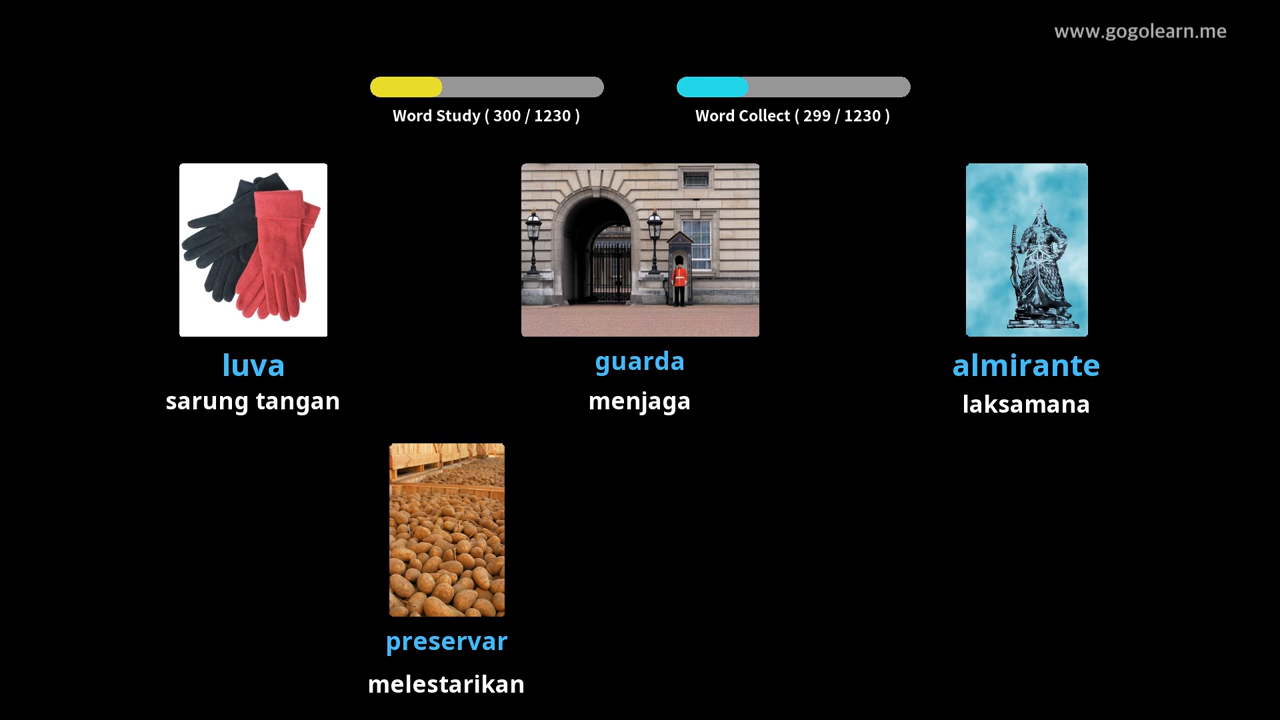 www.gogolearn.me
Word Study ( 300 / 1230 )
Word Collect ( 299 / 1230 )
luva
sarung tangan
guarda
menjaga
almirante
laksamana
preservar
melestarikan